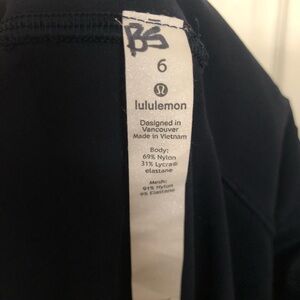 BS
6
lululemon
Designed in
Vancouver
Made in Vietnam
Body:
69% Nylon
31% Lycra®
elastane
Mesh:
91% Nylon
9% Elastane